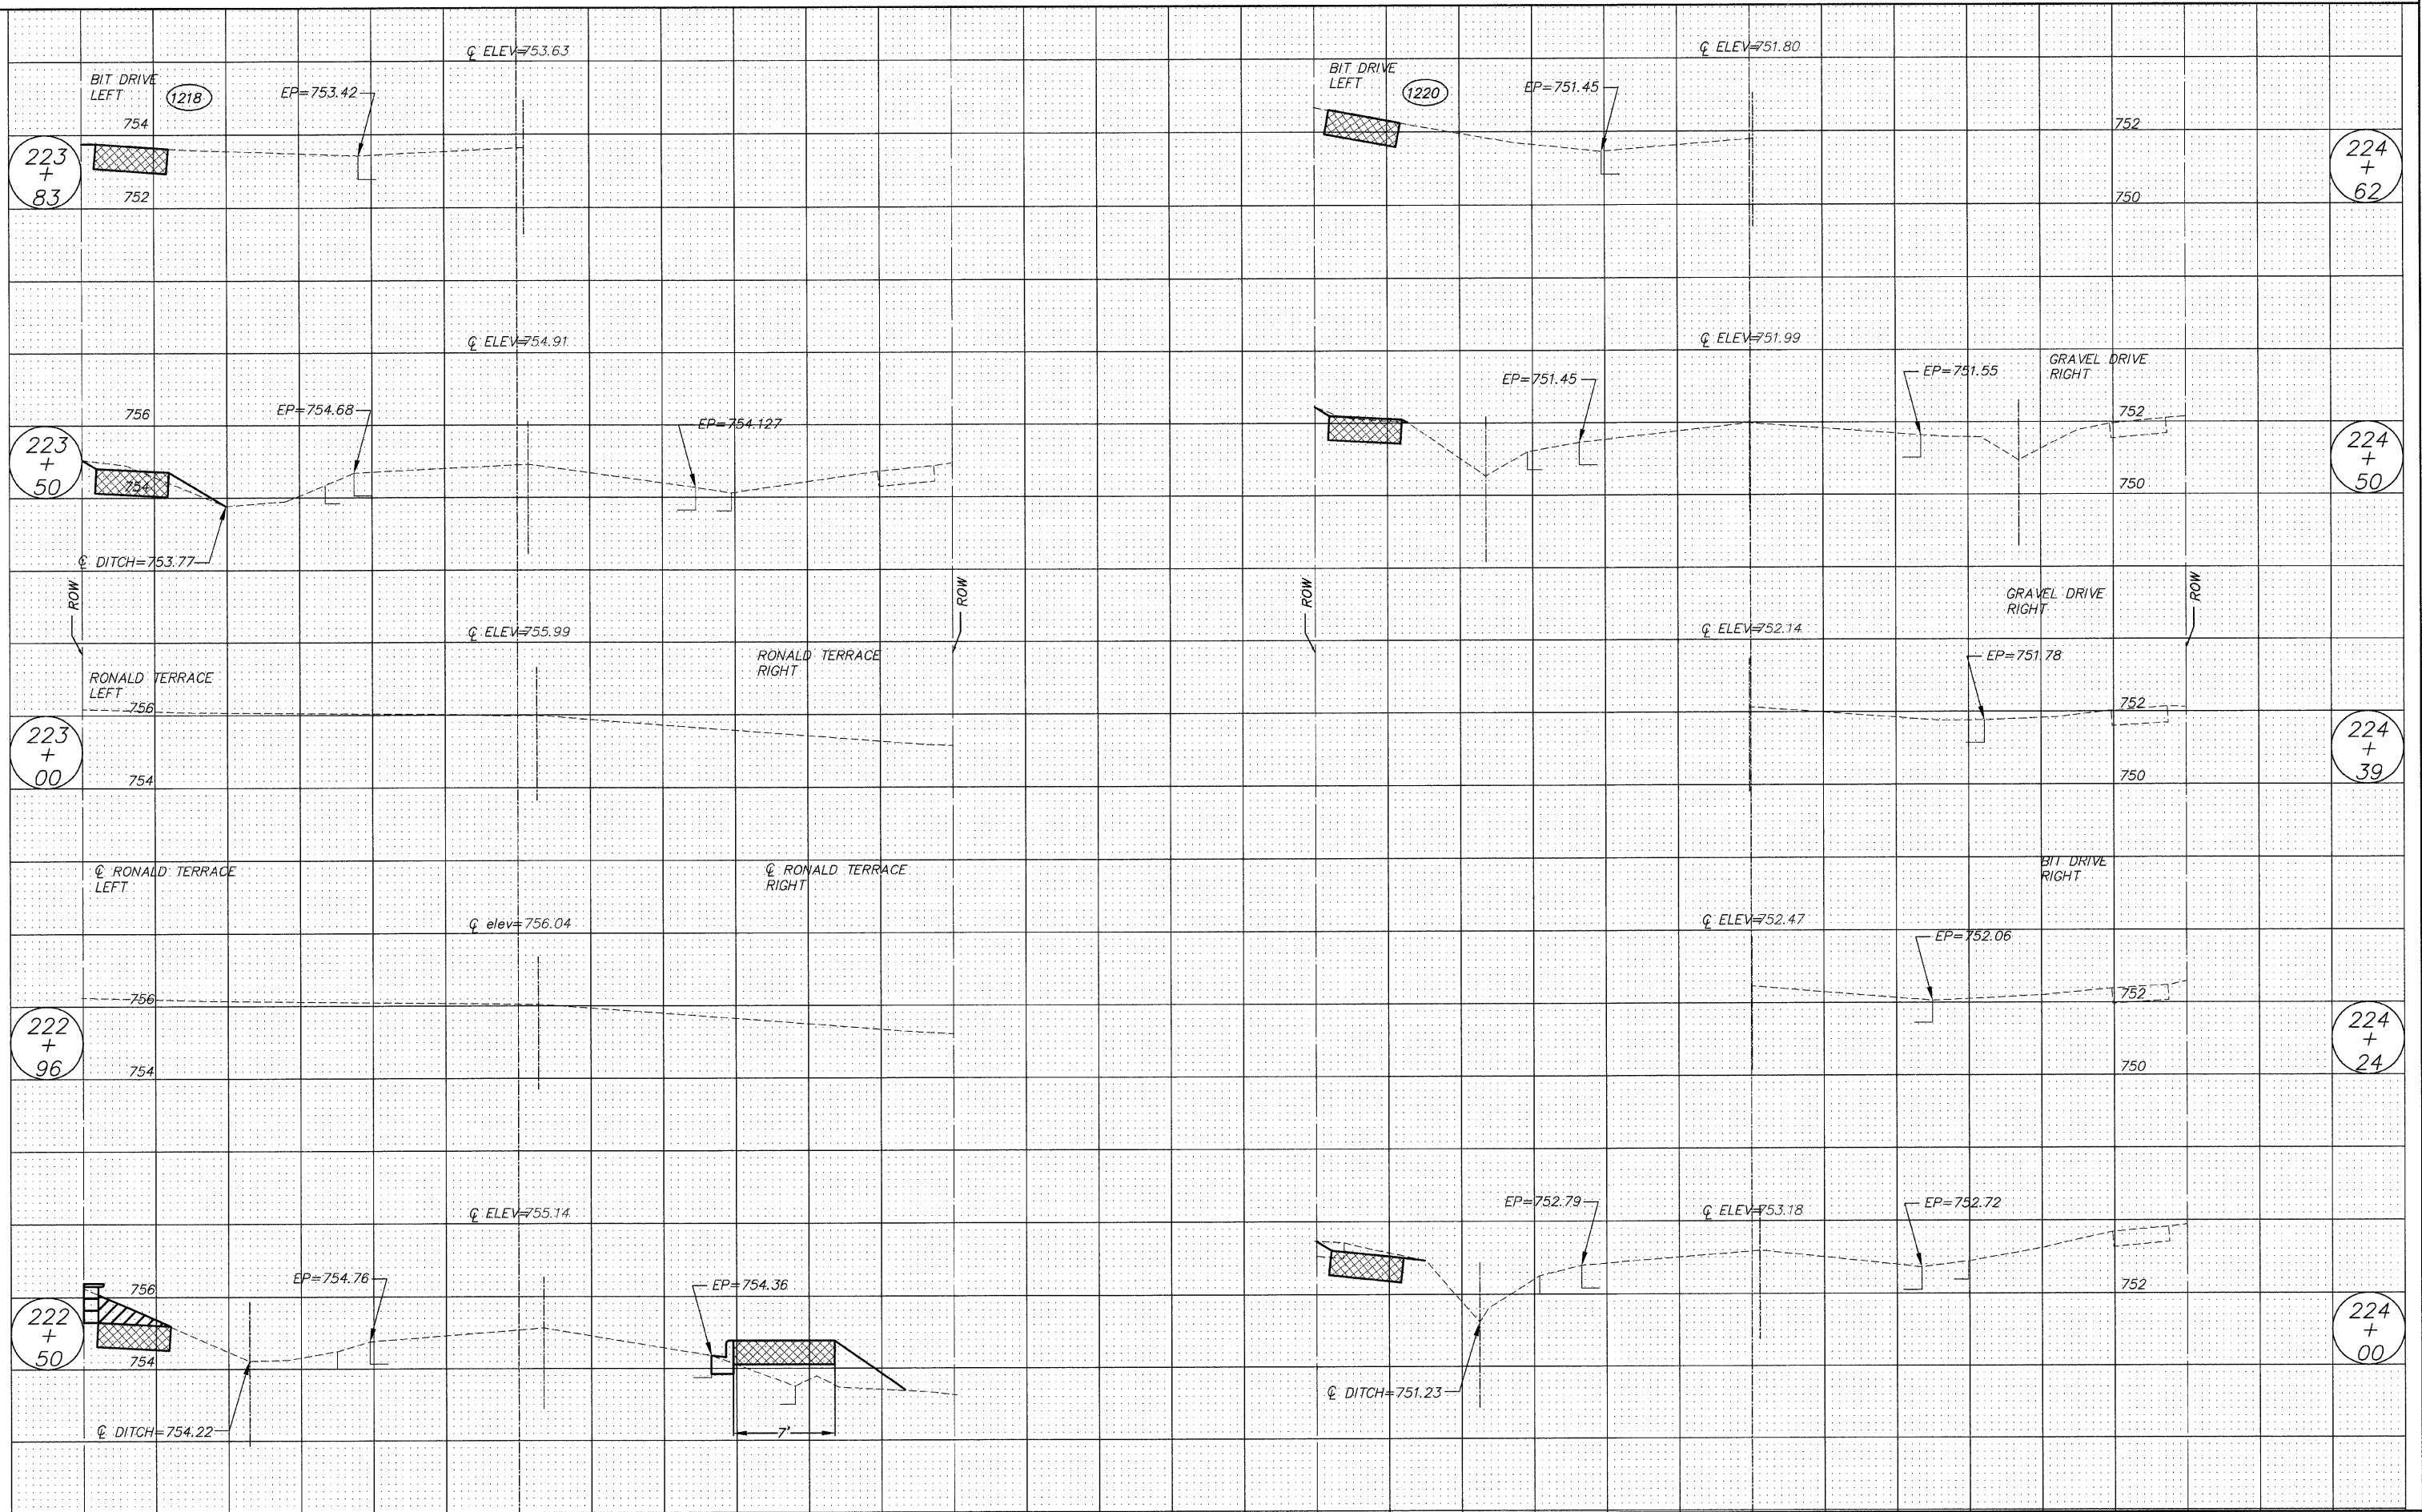 ℄ ELEV=753.63
BIT DRIVE
LEFT
1218
EP=753.42
754
223
+
83
752
℄ ELEV=754.91
756
EP=754.68
EP=754.127
223
+
50
754
℄ DITCH=753.77
ROW
ROW
℄ ELEV=755.99
RONALD TERRACE
RIGHT
RONALD TERRACE
LEFT
756
223
+
00
754
℄ RONALD TERRACE
LEFT
℄ RONALD TERRACE
RIGHT
℄ elev=756.04
756
222
+
96
754
℄ ELEV=755.14
EP=754.76
EP=754.36
756
222
+
50
754
℄ DITCH=754.22
7'
℄ ELEV=751.80
BIT DRIVE
LEFT
1220
EP=751.45
752
224
+
62
750
℄ ELEV=751.99
EP=751.45
EP=751.55
GRAVEL DRIVE
RIGHT
752
224
+
50
750
ROW
ROW
GRAVEL DRIVE
RIGHT
℄ ELEV=752.14
EP=751.78
752
224
+
39
750
BIT DRIVE
RIGHT
℄ ELEV=752.47
EP=752.06
752
224
+
24
750
EP=752.79
℄ ELEV=753.18
EP=752.72
752
224
+
00
℄ DITCH=751.23